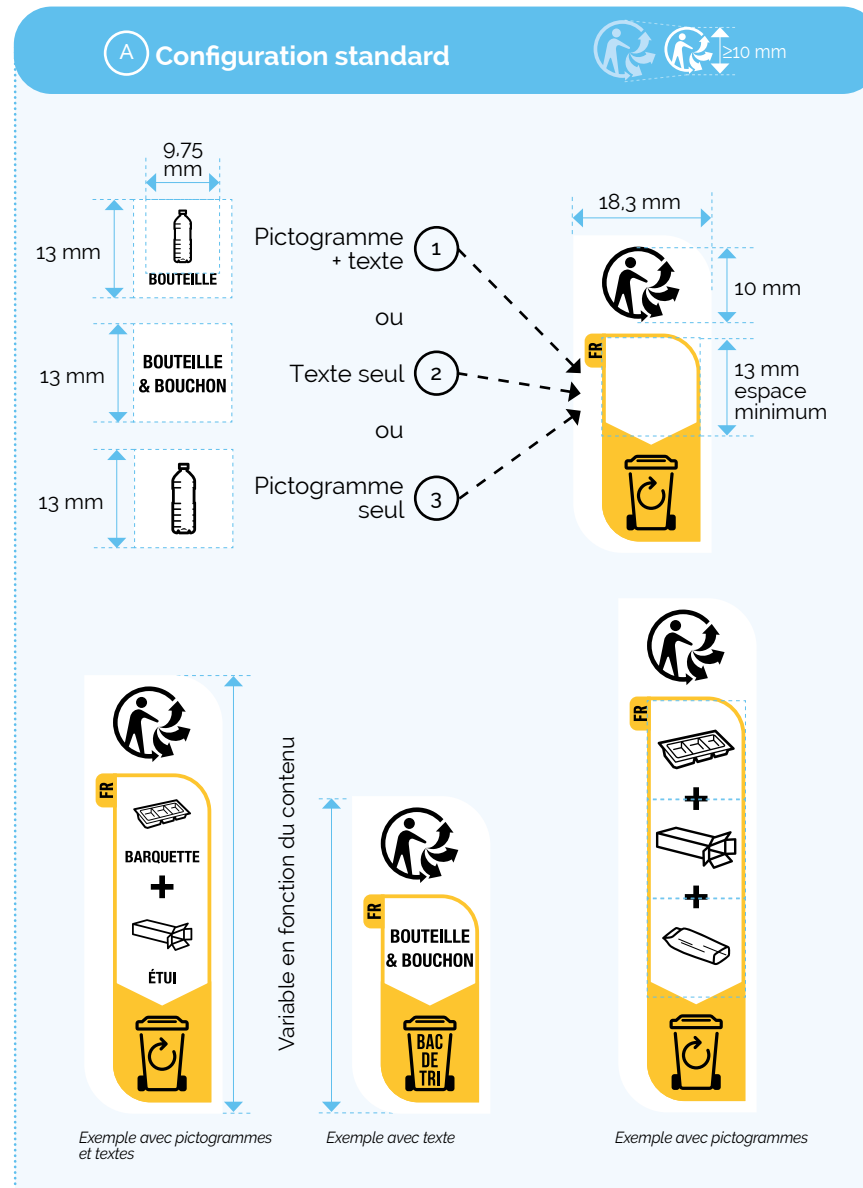 A Configuration standard
≥10 mm
9,75
mm
13 mm
BOUTEILLE
Pictogramme
+ texte
1
ou
13 mm
BOUTEILLE
& BOUCHON
Texte seul
2
ou
13 mm
Pictogramme
seul
3
18,3 mm
10 mm
FR
13 mm
espace
minimum
FR
BARQUETTE
+
ÉTUI
Exemple avec pictogrammes
et textes
Variable en fonction du contenu
FR
BOUTEILLE
& BOUCHON
BAC
DE
TRI
Exemple avec texte
FR
+
+
Exemple avec pictogrammes